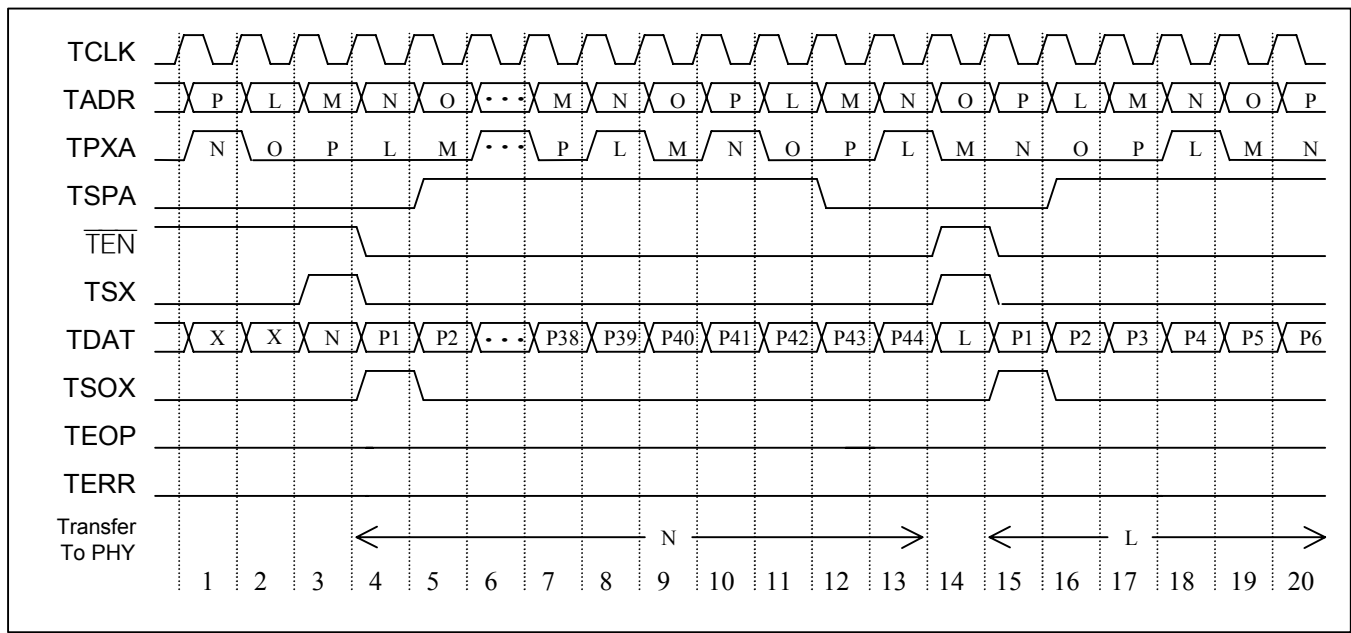 TCLK
TADR P L M N O ··· M N O P L M N O P L M N O P
TPXA N O P L M ··· P L M N O P L M N O P L M N
TSPA
TEN
TSX
TDAT X X N P1 P2 ··· P38 P39 P40 P41 P42 P43 P44 L P1 P2 P3 P4 P5 P6
TSOX
TEOP
TERR
Transfer
To PHY
N L
1 2 3 4 5 6 7 8 9 10 11 12 13 14 15 16 17 18 19 20